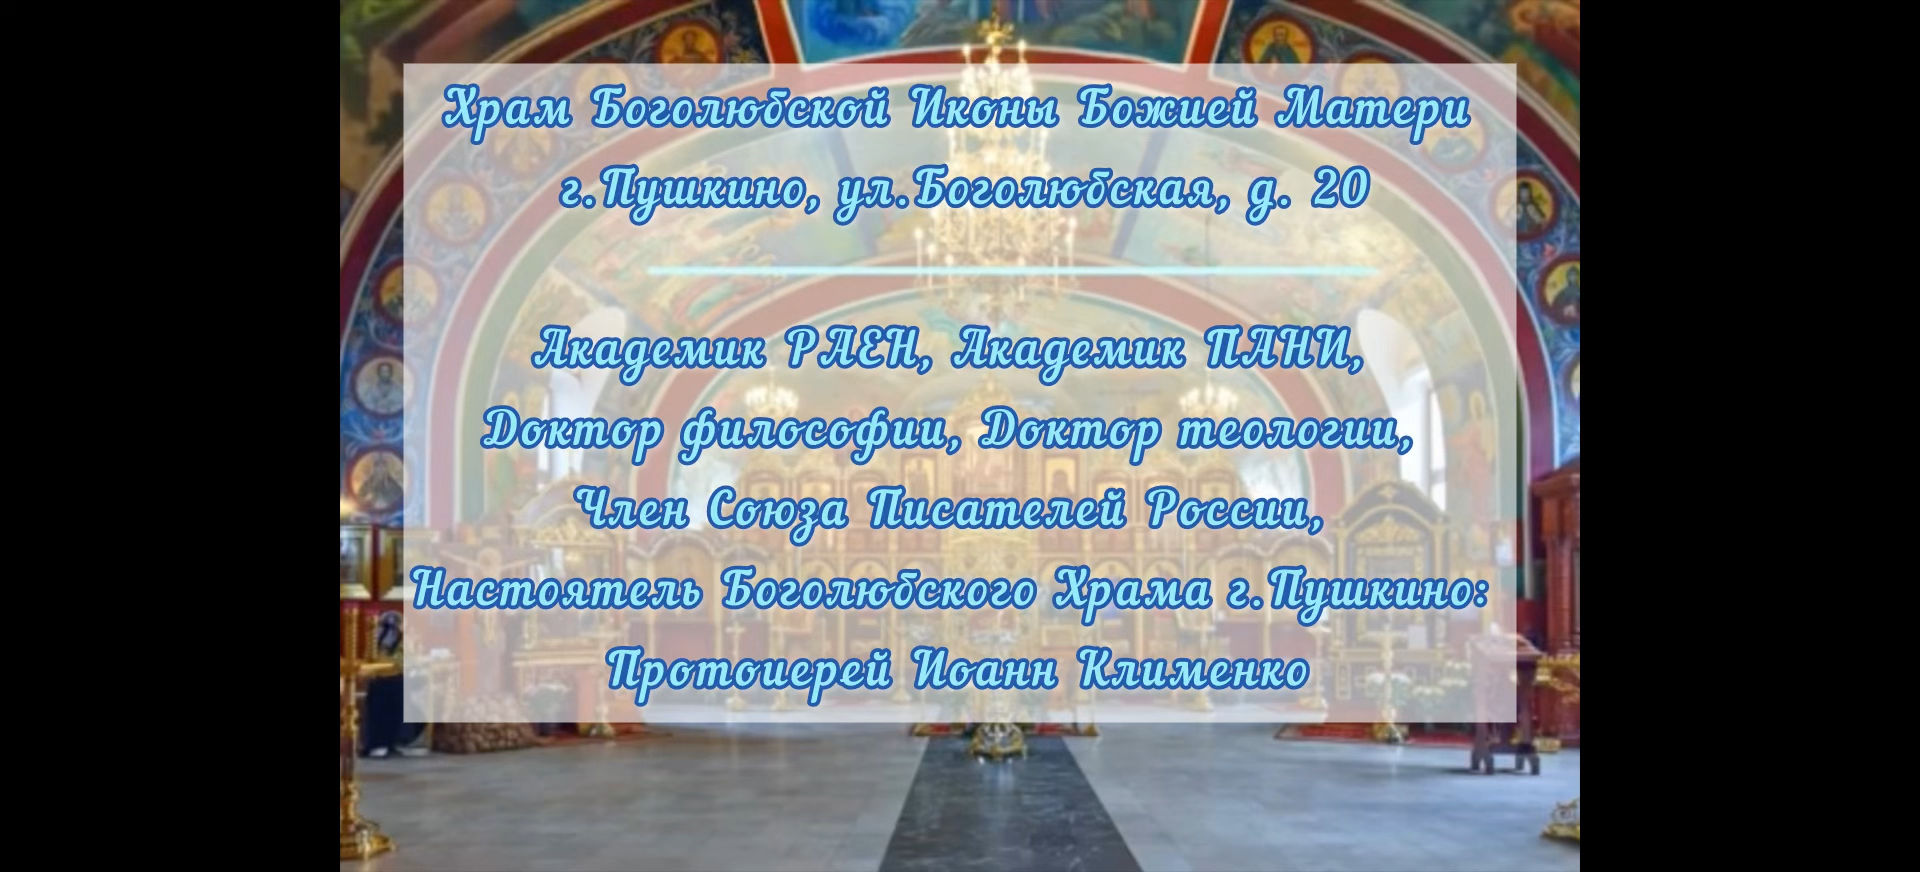 Храм Боголюбской Иконы Божией Матери
г.Пушкино, ул.Боголюбская, д. 20
Академик РАЕН, Академик ПАНИ,
Доктор философии, Доктор теологии,
Член Союза Писателей России,
Настоятель Боголюбского Храма г.Пушкино:
Протоиерей Иоанн Клименко